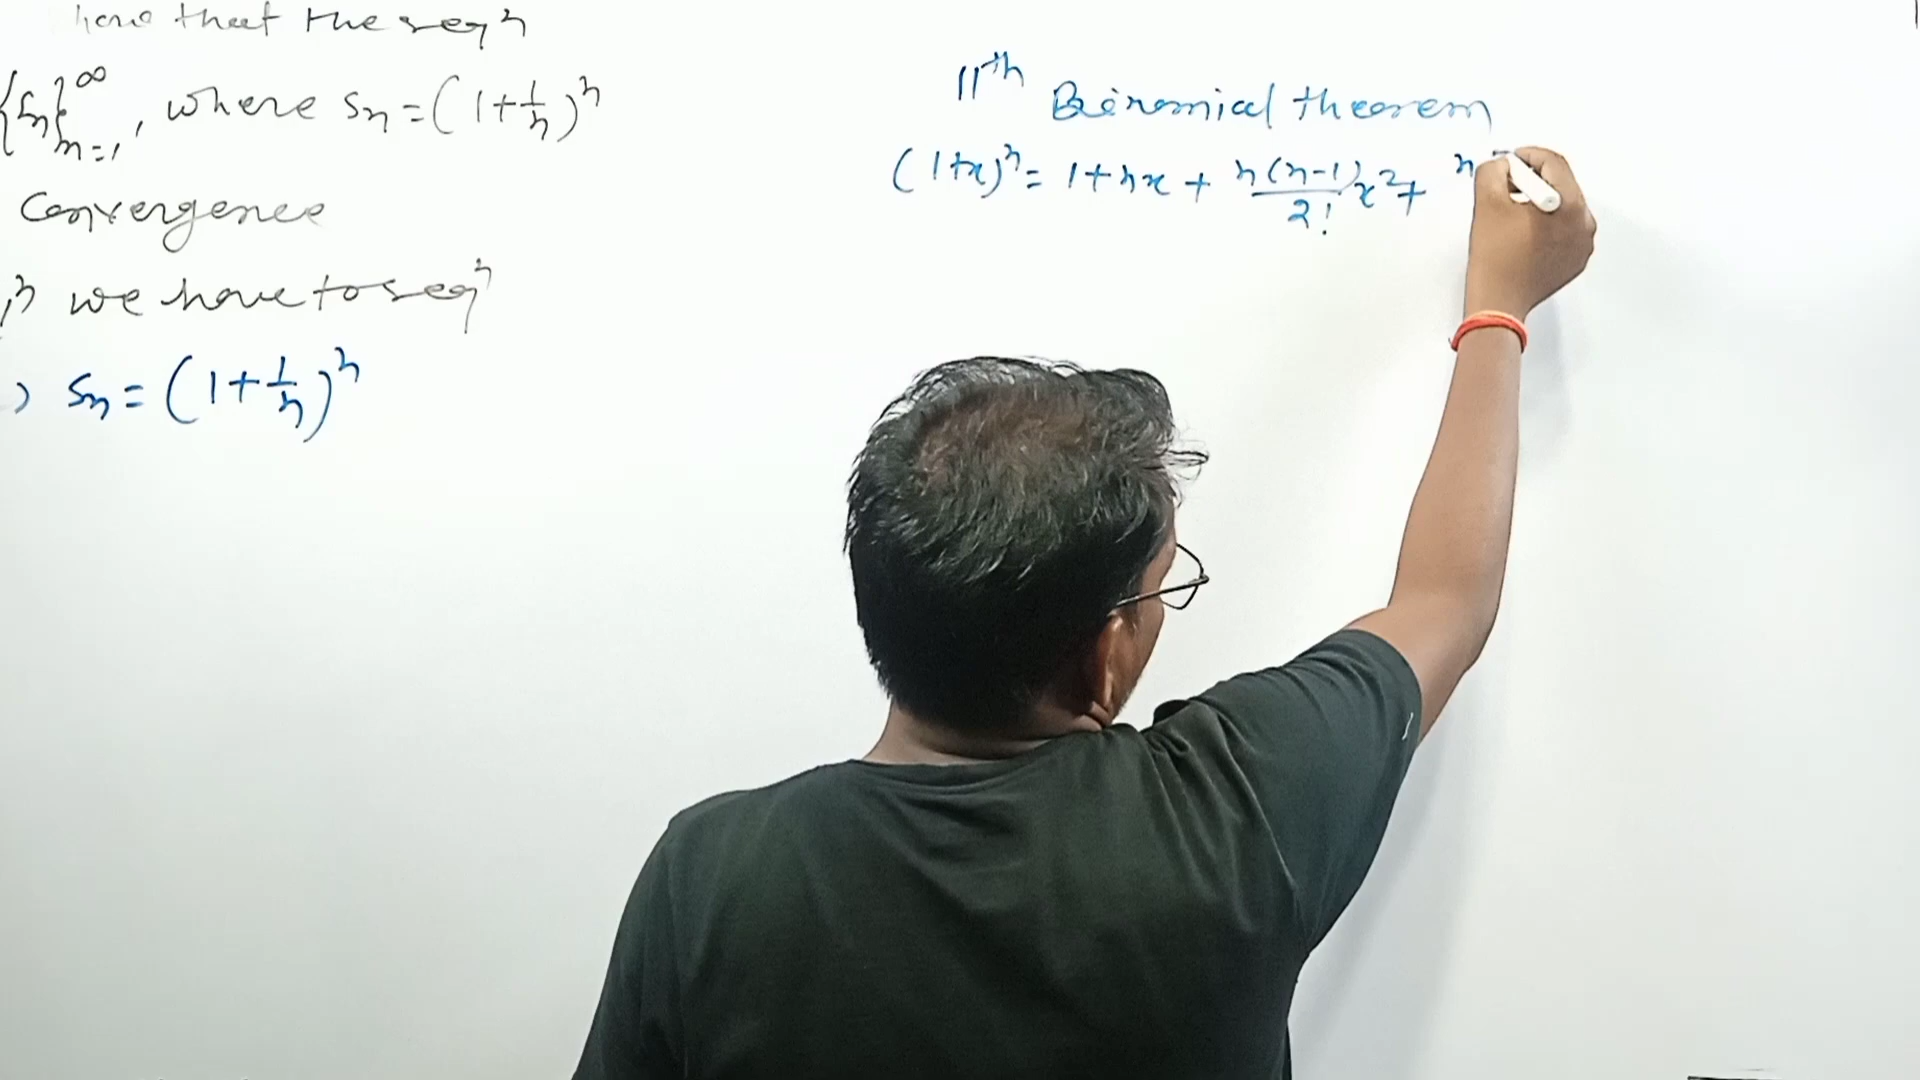 that the seqⁿ
{Sn}∞n=1, where Sn = (1+1/n)ⁿ
Convergence
we have to seqⁿ
Sn = (1+1/n)ⁿ
11th
Binomial theorem
(1+x)ⁿ = 1+nx + n(n-1)/2! x² + n